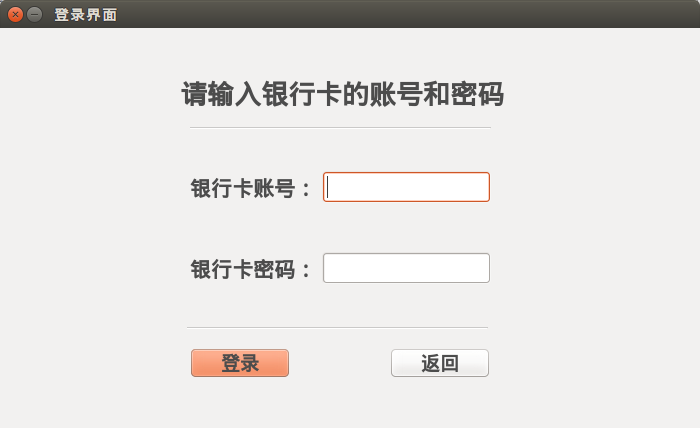 登录界面
请输入银行卡的账号和密码
银行卡账号：
银行卡密码：
登录
返回